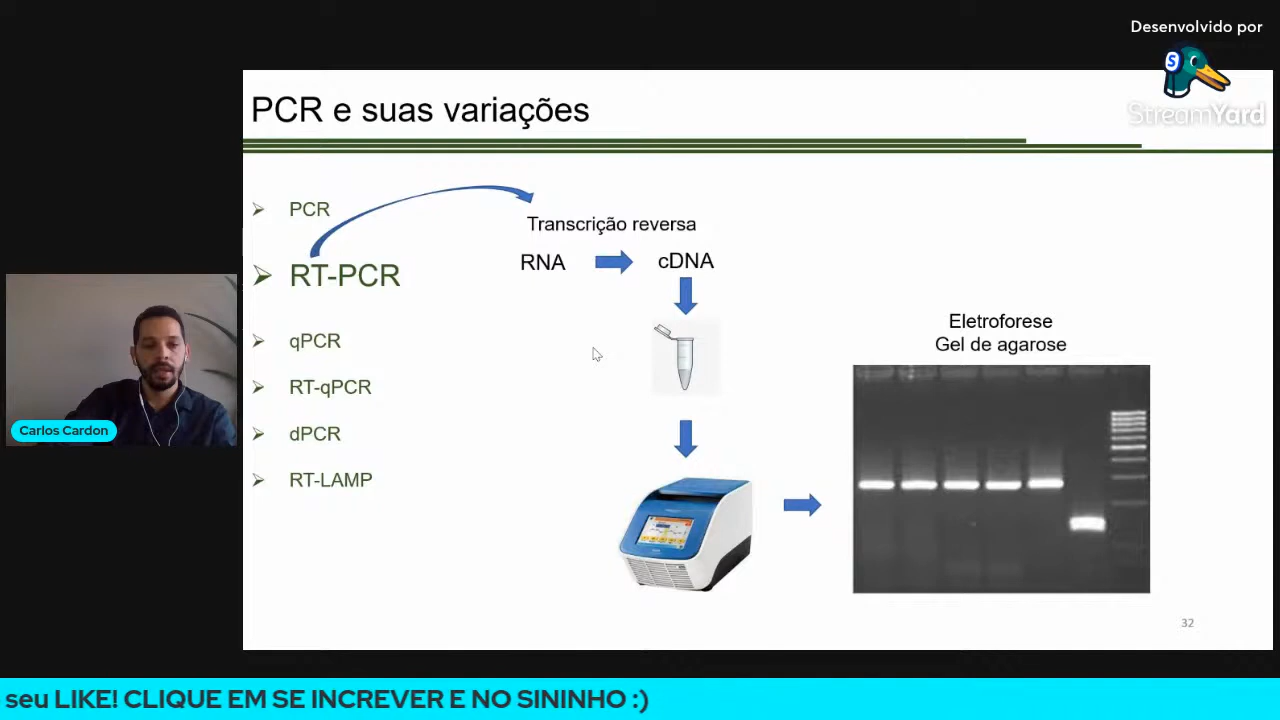 Desenvolvido por
S
StreamYard
PCR e suas variações
PCR
Transcrição reversa
RNA
cDNA
RT-PCR
qPCR
RT-qPCR
dPCR
RT-LAMP
Eletroforese
Gel de agarose
Carlos Cardon
32
seu LIKE! CLIQUE EM SE INCREVER E NO SININHO :)